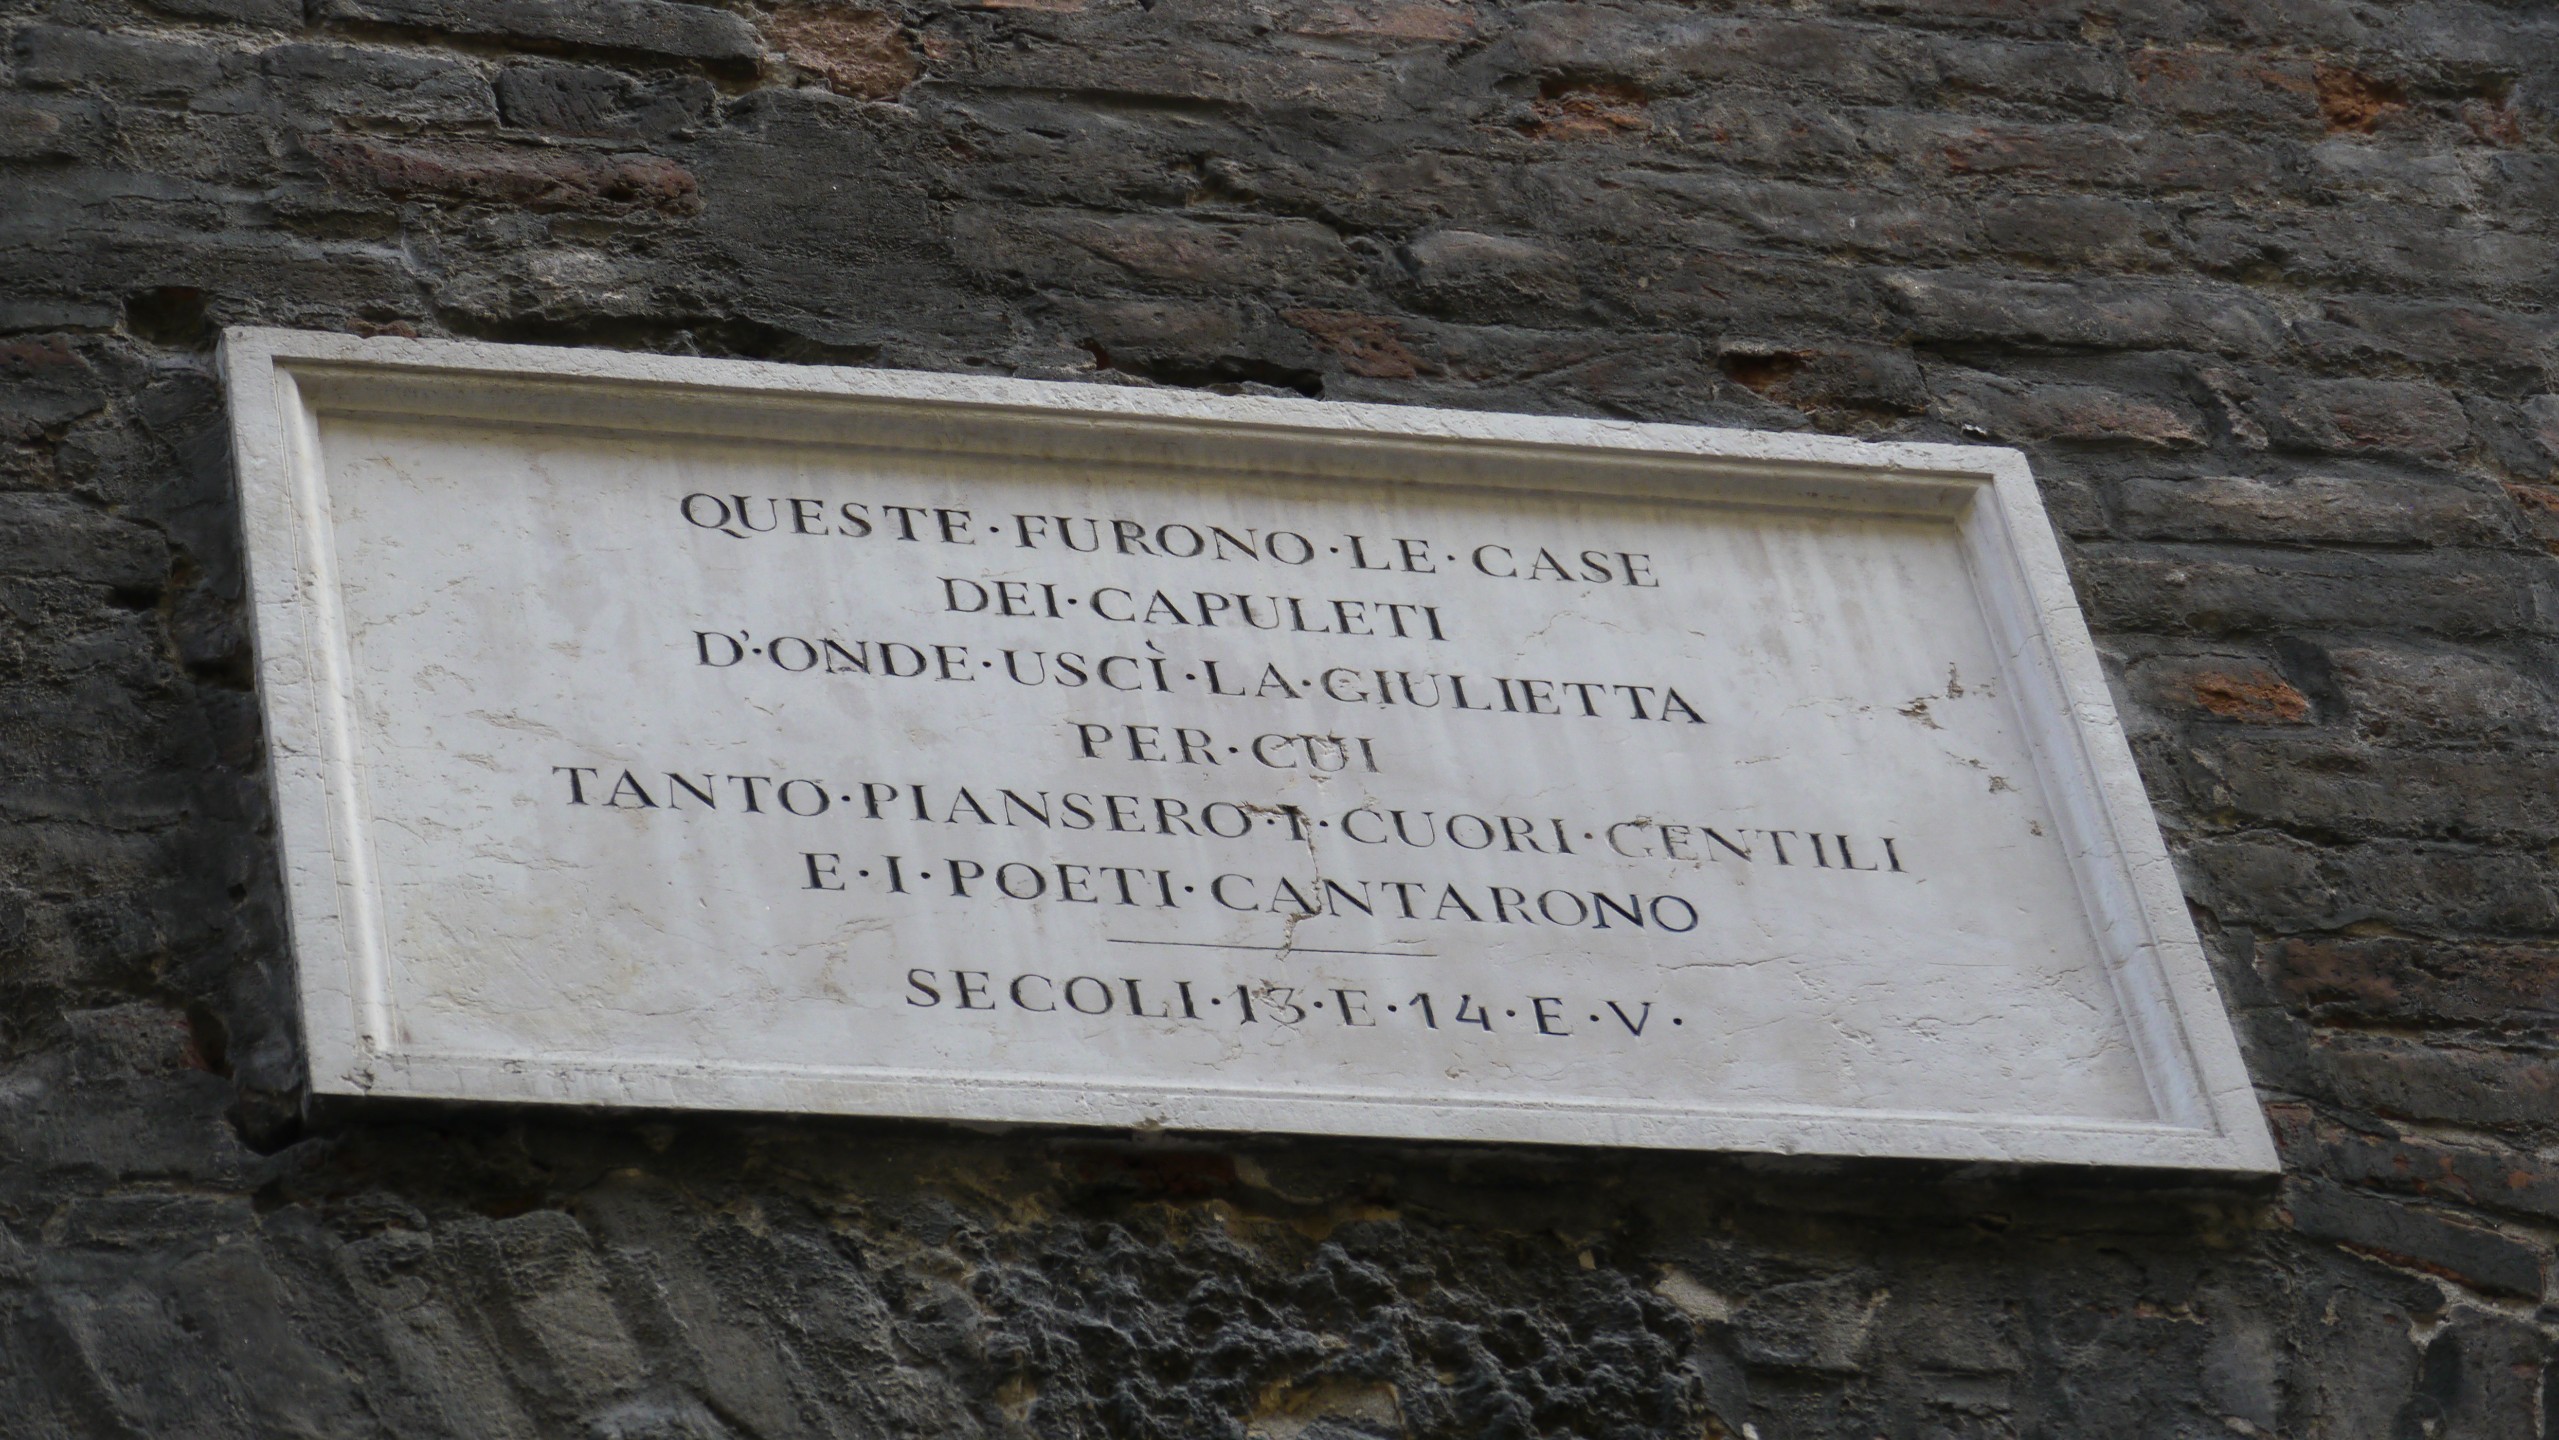 QUESTE·FURONO·LE·CASE
DEI·CAPULETI
D'·ONDE·USCÌ·LA·GIULIETTA
PER·CUI
TANTO·PIANSERO·I·CUORI·GENTILI
E·I·POETI·CANTARONO
SECOLI·13·E·14·E·V·